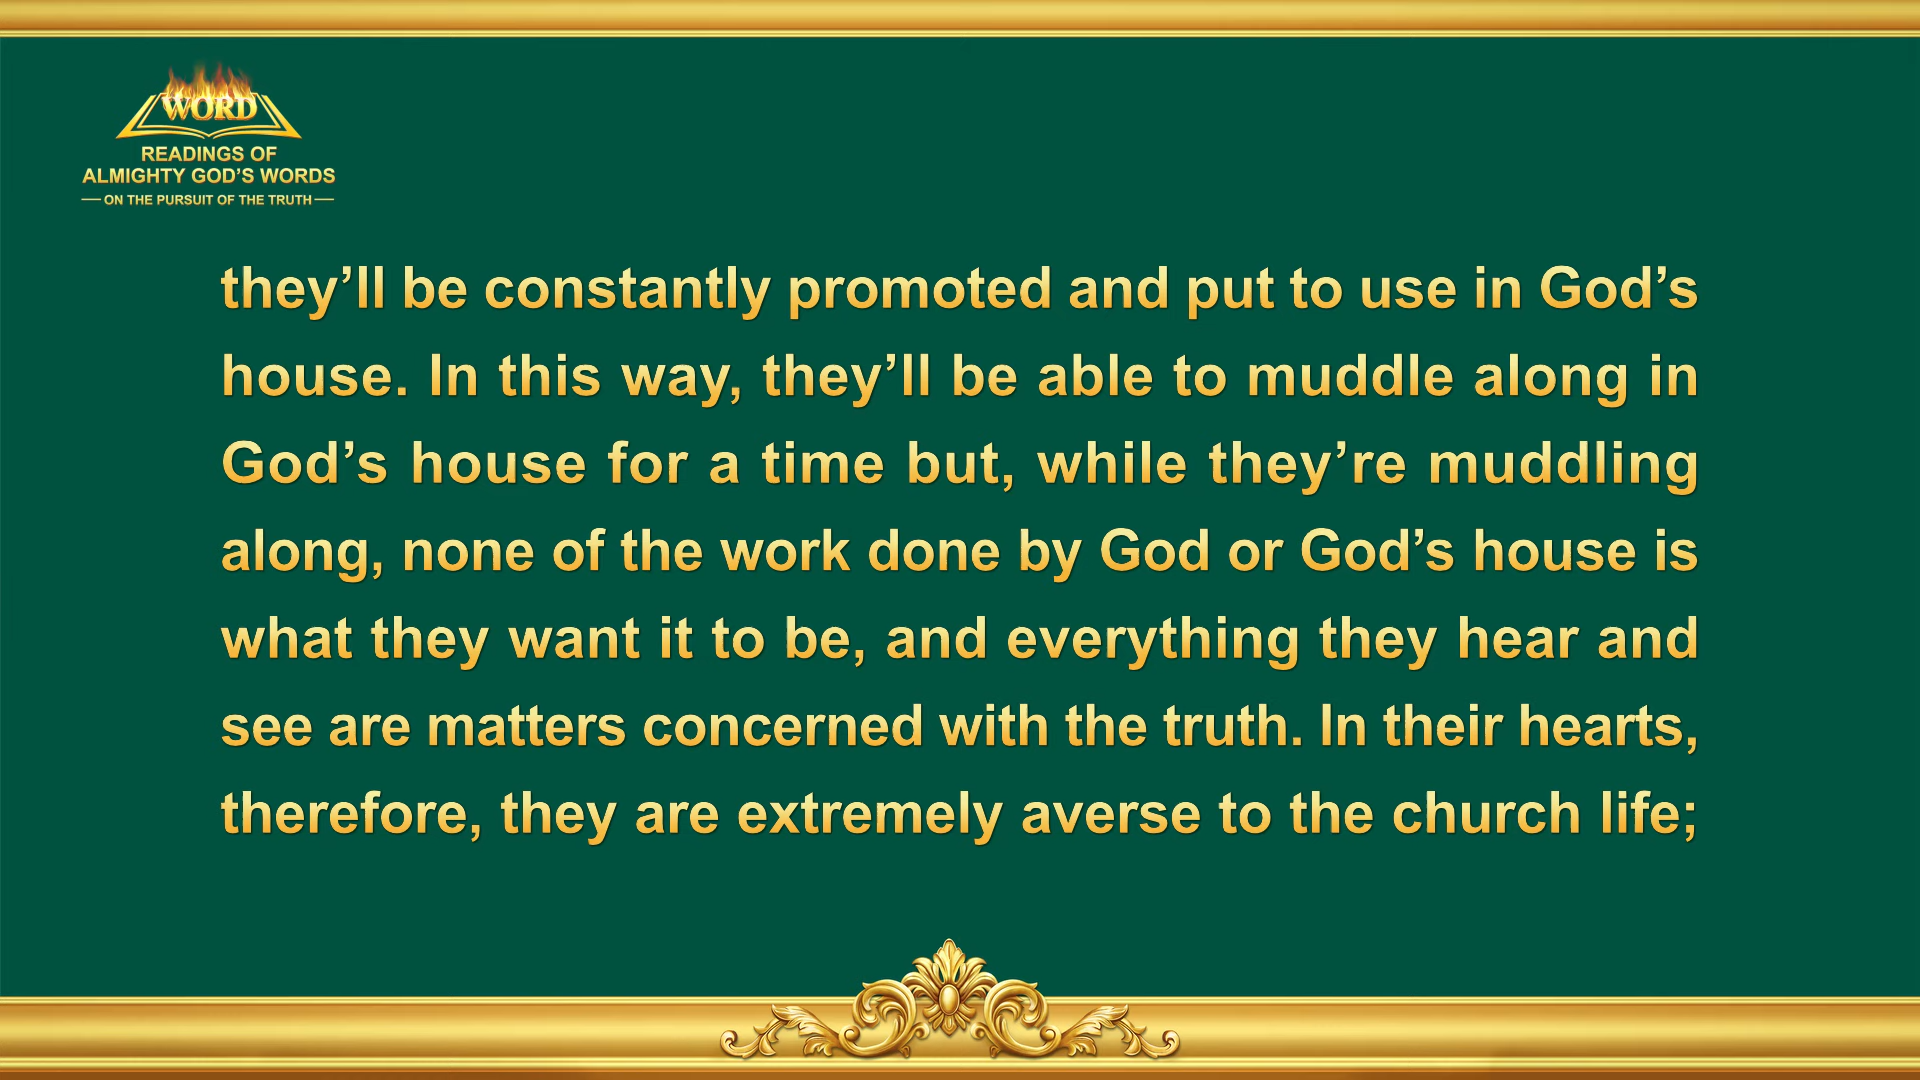 WORD
READINGS OF
ALMIGHTY GOD’S WORDS
ON THE PURSUIT OF THE TRUTH
they’ll be constantly promoted and put to use in God’s
house. In this way, they’ll be able to muddle along in
God’s house for a time but, while they’re muddling
along, none of the work done by God or God’s house is
what they want it to be, and everything they hear and
see are matters concerned with the truth. In their hearts,
therefore, they are extremely averse to the church life;